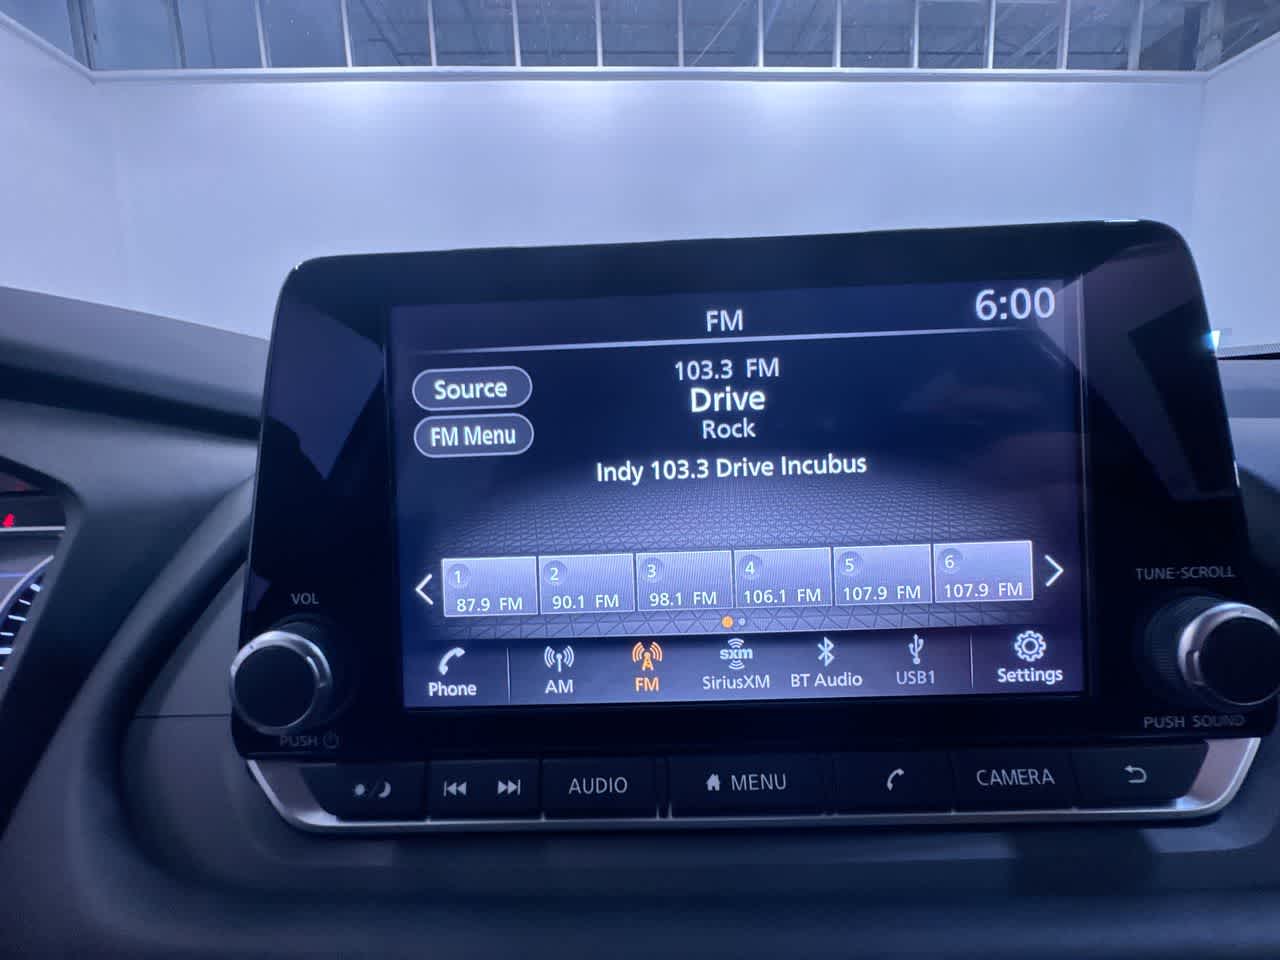 FM
6:00
103.3 FM
Source
Drive
FM Menu
Rock
Indy 103.3 Drive Incubus
1
87.9 FM
2
90.1 FM
3
98.1 FM
4
106.1 FM
5
107.9 FM
6
107.9 FM
Phone
AM
FM
sxm
SiriusXM
BT Audio
USB1
Settings
VOL
PUSH
TUNE·SCROLL
PUSH SOUND
AUDIO
MENU
CAMERA